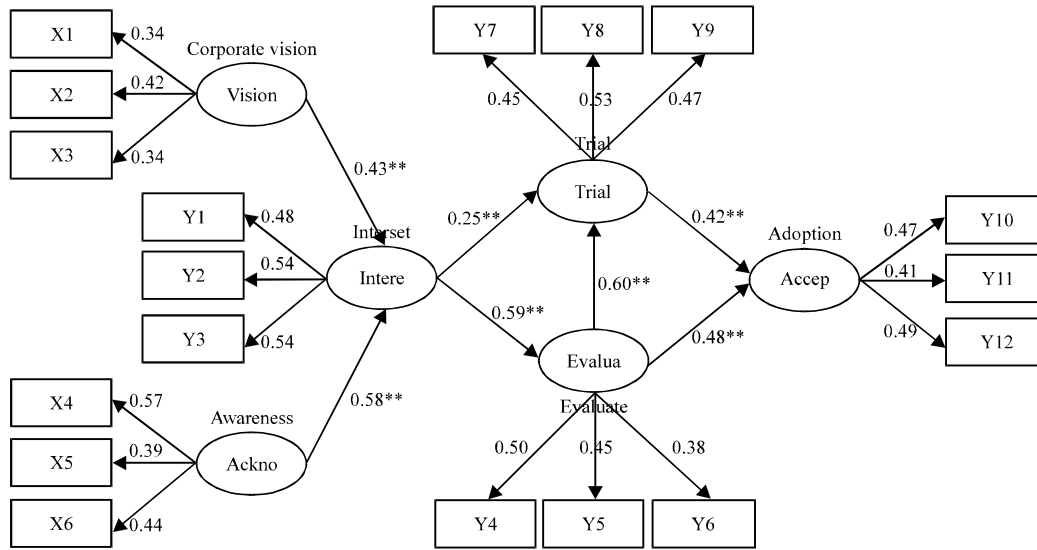 X1
0.34
Corporate vision
X2
0.42
Vision
X3
0.34
0.43**
Y7
Y8
Y9
0.45
0.53
0.47
Trial
Trial
Y1
0.48
Interset
Y2
0.54
Intere
Y3
0.54
0.25**
0.59**
0.60**
0.42**
0.48**
Adoption
Accep
0.47
Y10
0.41
Y11
0.49
Y12
X4
0.57
Awareness
X5
0.39
Ackno
X6
0.44
0.58**
Evalua
Evaluate
0.50
0.45
0.38
Y4
Y5
Y6